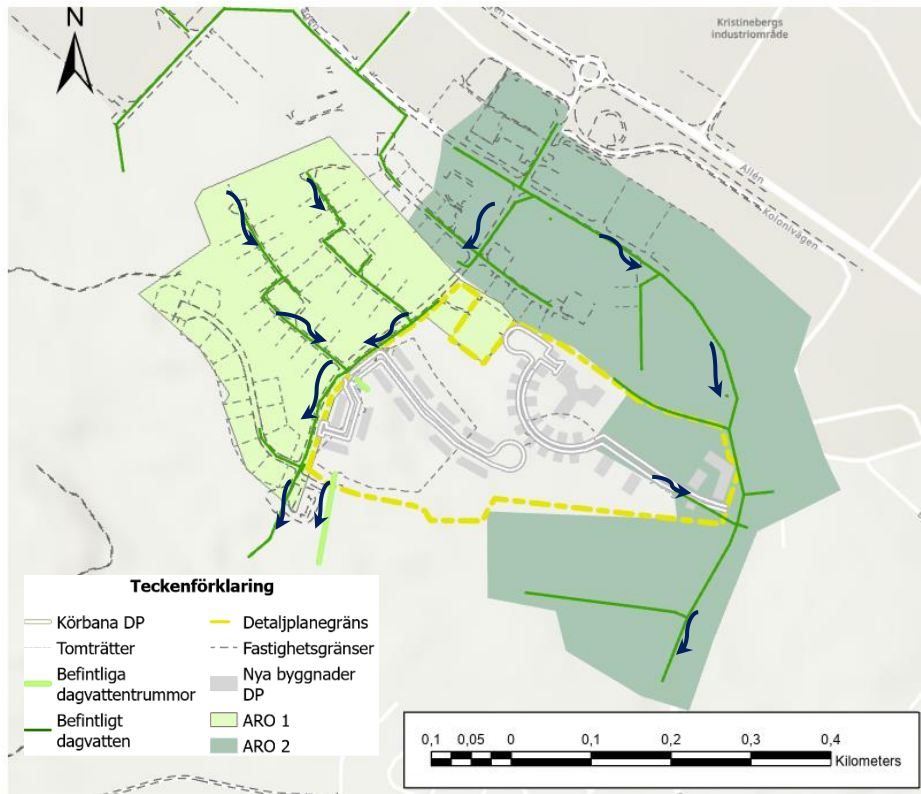 N
Kristinebergs
industriområde
Allén
Kolonivägen
Teckenförklaring
Körbana DP
Tomträtter
Befintliga
dagvattentrummor
Befintligt
dagvatten
Detaljplanegräns
Fastighetsgränser
Nya byggnader
DP
ARO 1
ARO 2
0,1 0,05 0 0,1 0,2 0,3 0,4
Kilometers